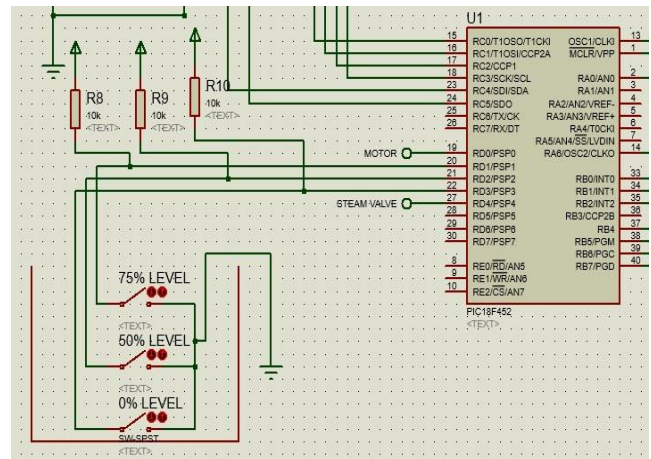 U1
15 RC0/T1OSO/T1CKI OSC1/CLKI 13
16 RC1/T1OSI/CCP2A MCLR/VPP 1
17 RC2/CCP1
18 RC3/SCK/SCL RA0/AN0 2
23 RC4/SDI/SDA RA1/AN1 3
24 RC5/SDO RA2/AN2/VREF- 4
25 RC6/TX/CK RA3/AN3/VREF+ 5
26 RC7/RX/DT RA4/T0CKI 6
RA5/AN4/SS/LVDIN 7
MOTOR 19 RD0/PSP0 RA6/OSC2/CLKO 14
20 RD1/PSP1
21 RD2/PSP2 RB0/INT0 33
22 RD3/PSP3 RB1/INT1 34
STEAM VALVE 27 RD4/PSP4 RB2/INT2 35
28 RD5/PSP5 RB3/CCP2B 36
29 RD6/PSP6 RB4 37
30 RD7/PSP7 RB5/PGM 38
RB6/PGC 39
8 RE0/RD/AN5 RB7/PGD 40
9 RE1/WR/AN6
10 RE2/CS/AN7
PIC18F452
<TEXT>
R8 R9 R10
10k 10k 10k
<TEXT> <TEXT> <TEXT>
75% LEVEL
<TEXT>
50% LEVEL
<TEXT>
0% LEVEL
SW-SPST
<TEXT>